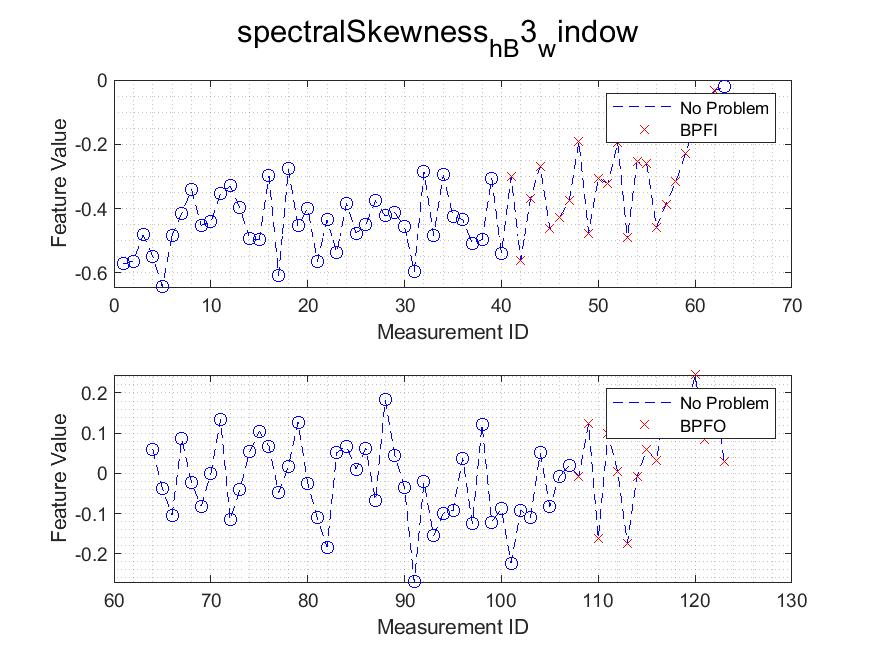 spectralSkewness_hB3_window
0
-0.2
-0.4
-0.6
Feature Value
No Problem
BPFI
0 10 20 30 40 50 60 70
Measurement ID
0.2
0.1
0
-0.1
-0.2
Feature Value
No Problem
BPFO
60 70 80 90 100 110 120 130
Measurement ID